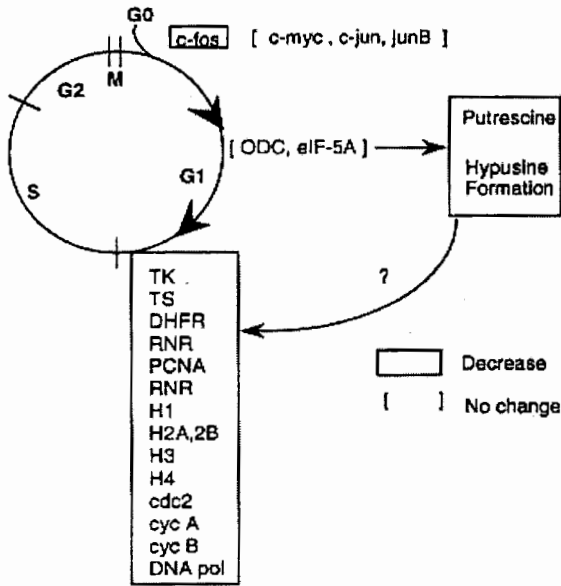 G0
c-fos [ c-myc , c-jun, junB ]
G2
M
[ ODC, eIF-5A ]
Putrescine
Hypusine
Formation
G1
S
?
TK
TS
DHFR
RNR
PCNA
RNR
H1
H2A,2B
H3
H4
cdc2
cyc A
cyc B
DNA pol
Decrease
[ ] No change